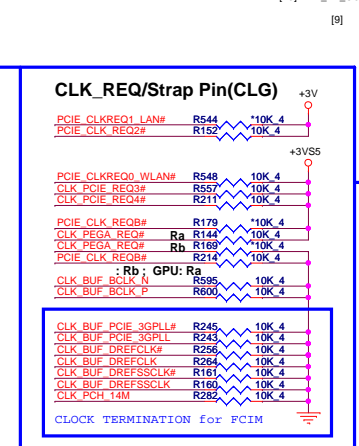 [9]
CLK_REQ/Strap Pin(CLG)
+3V
PCIE_CLKREQ1_LAN# R544 *10K_4
PCIE_CLK_REQ2# R152 10K_4
+3VS5
PCIE_CLKREQ0_WLAN# R548 10K_4
CLK_PCIE_REQ3# R557 10K_4
CLK_PCIE_REQ4# R211 10K_4
PCIE_CLK_REQB# R179 *10K_4
CLK_PEGA_REQ# Ra R144 10K_4
CLK_PEGA_REQ# Rb R169 *10K_4
PCIE_CLK_REQB# R214 10K_4
: Rb ; GPU: Ra
CLK_BUF_BCLK_N R595 10K_4
CLK_BUF_BCLK_P R600 10K_4
CLK_BUF_PCIE_3GPLL# R245 10K_4
CLK_BUF_PCIE_3GPLL R243 10K_4
CLK_BUF_DREFCLK# R256 10K_4
CLK_BUF_DREFCLK R264 10K_4
CLK_BUF_DREFSSCLK# R161 10K_4
CLK_BUF_DREFSSCLK R160 10K_4
CLK_PCH_14M R282 10K_4
CLOCK TERMINATION for FCIM